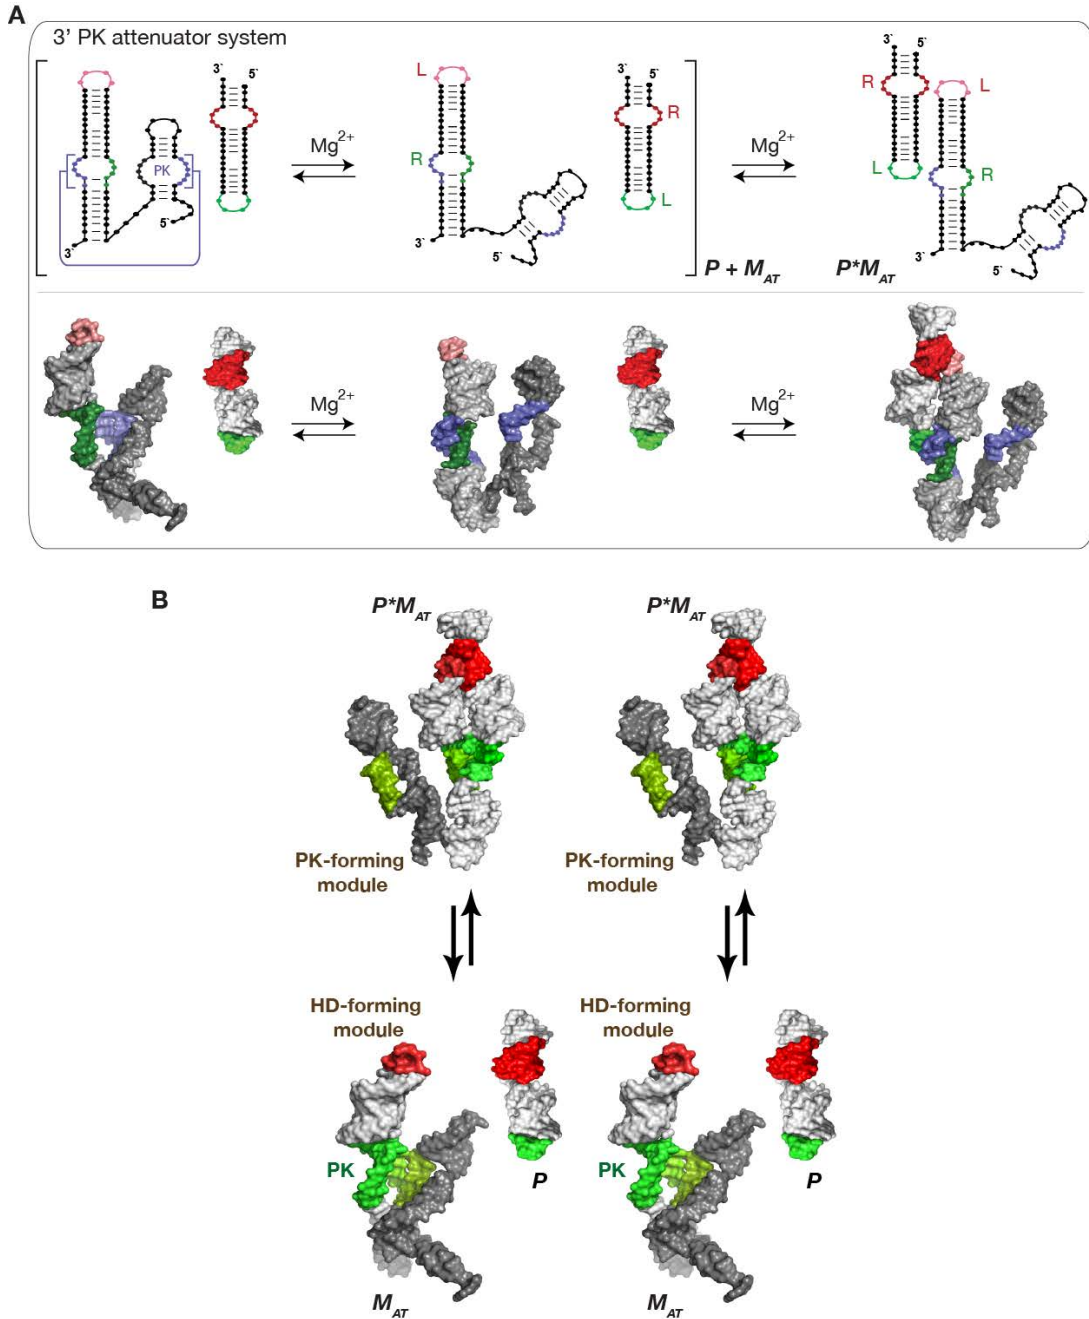 A
3' PK attenuator system
3` 5`
L
3` 5`
3` 5`
R
L
Mg2+
R
Mg2+
R
PK
R
L
R
L
5`
3`
3`
5`
P + MAT
P*MAT
3`
5`
Mg2+
Mg2+
B
P*MAT
P*MAT
PK-forming
module
PK-forming
module
HD-forming
module
HD-forming
module
PK
P
PK
P
MAT
MAT